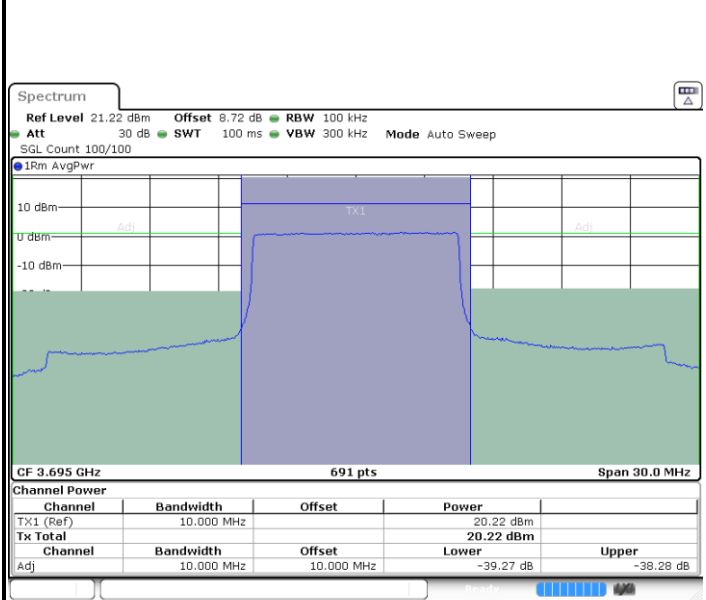 Spectrum
Ref Level 21.22 dBm Offset 8.72 dB RBW 100 kHz
Att 30 dB SWT 100 ms VBW 300 kHz Mode Auto Sweep
SGL Count 100/100
1Rm AvgPwr
10 dBm
TX1
Adj Adj
0 dBm
-10 dBm
CF 3.695 GHz 691 pts Span 30.0 MHz
Channel Power
Channel Bandwidth Offset Power
TX1 (Ref) 10.000 MHz 20.22 dBm
Tx Total 20.22 dBm
Channel Bandwidth Offset Lower Upper
Adj 10.000 MHz 10.000 MHz -39.27 dB -38.28 dB
Ready